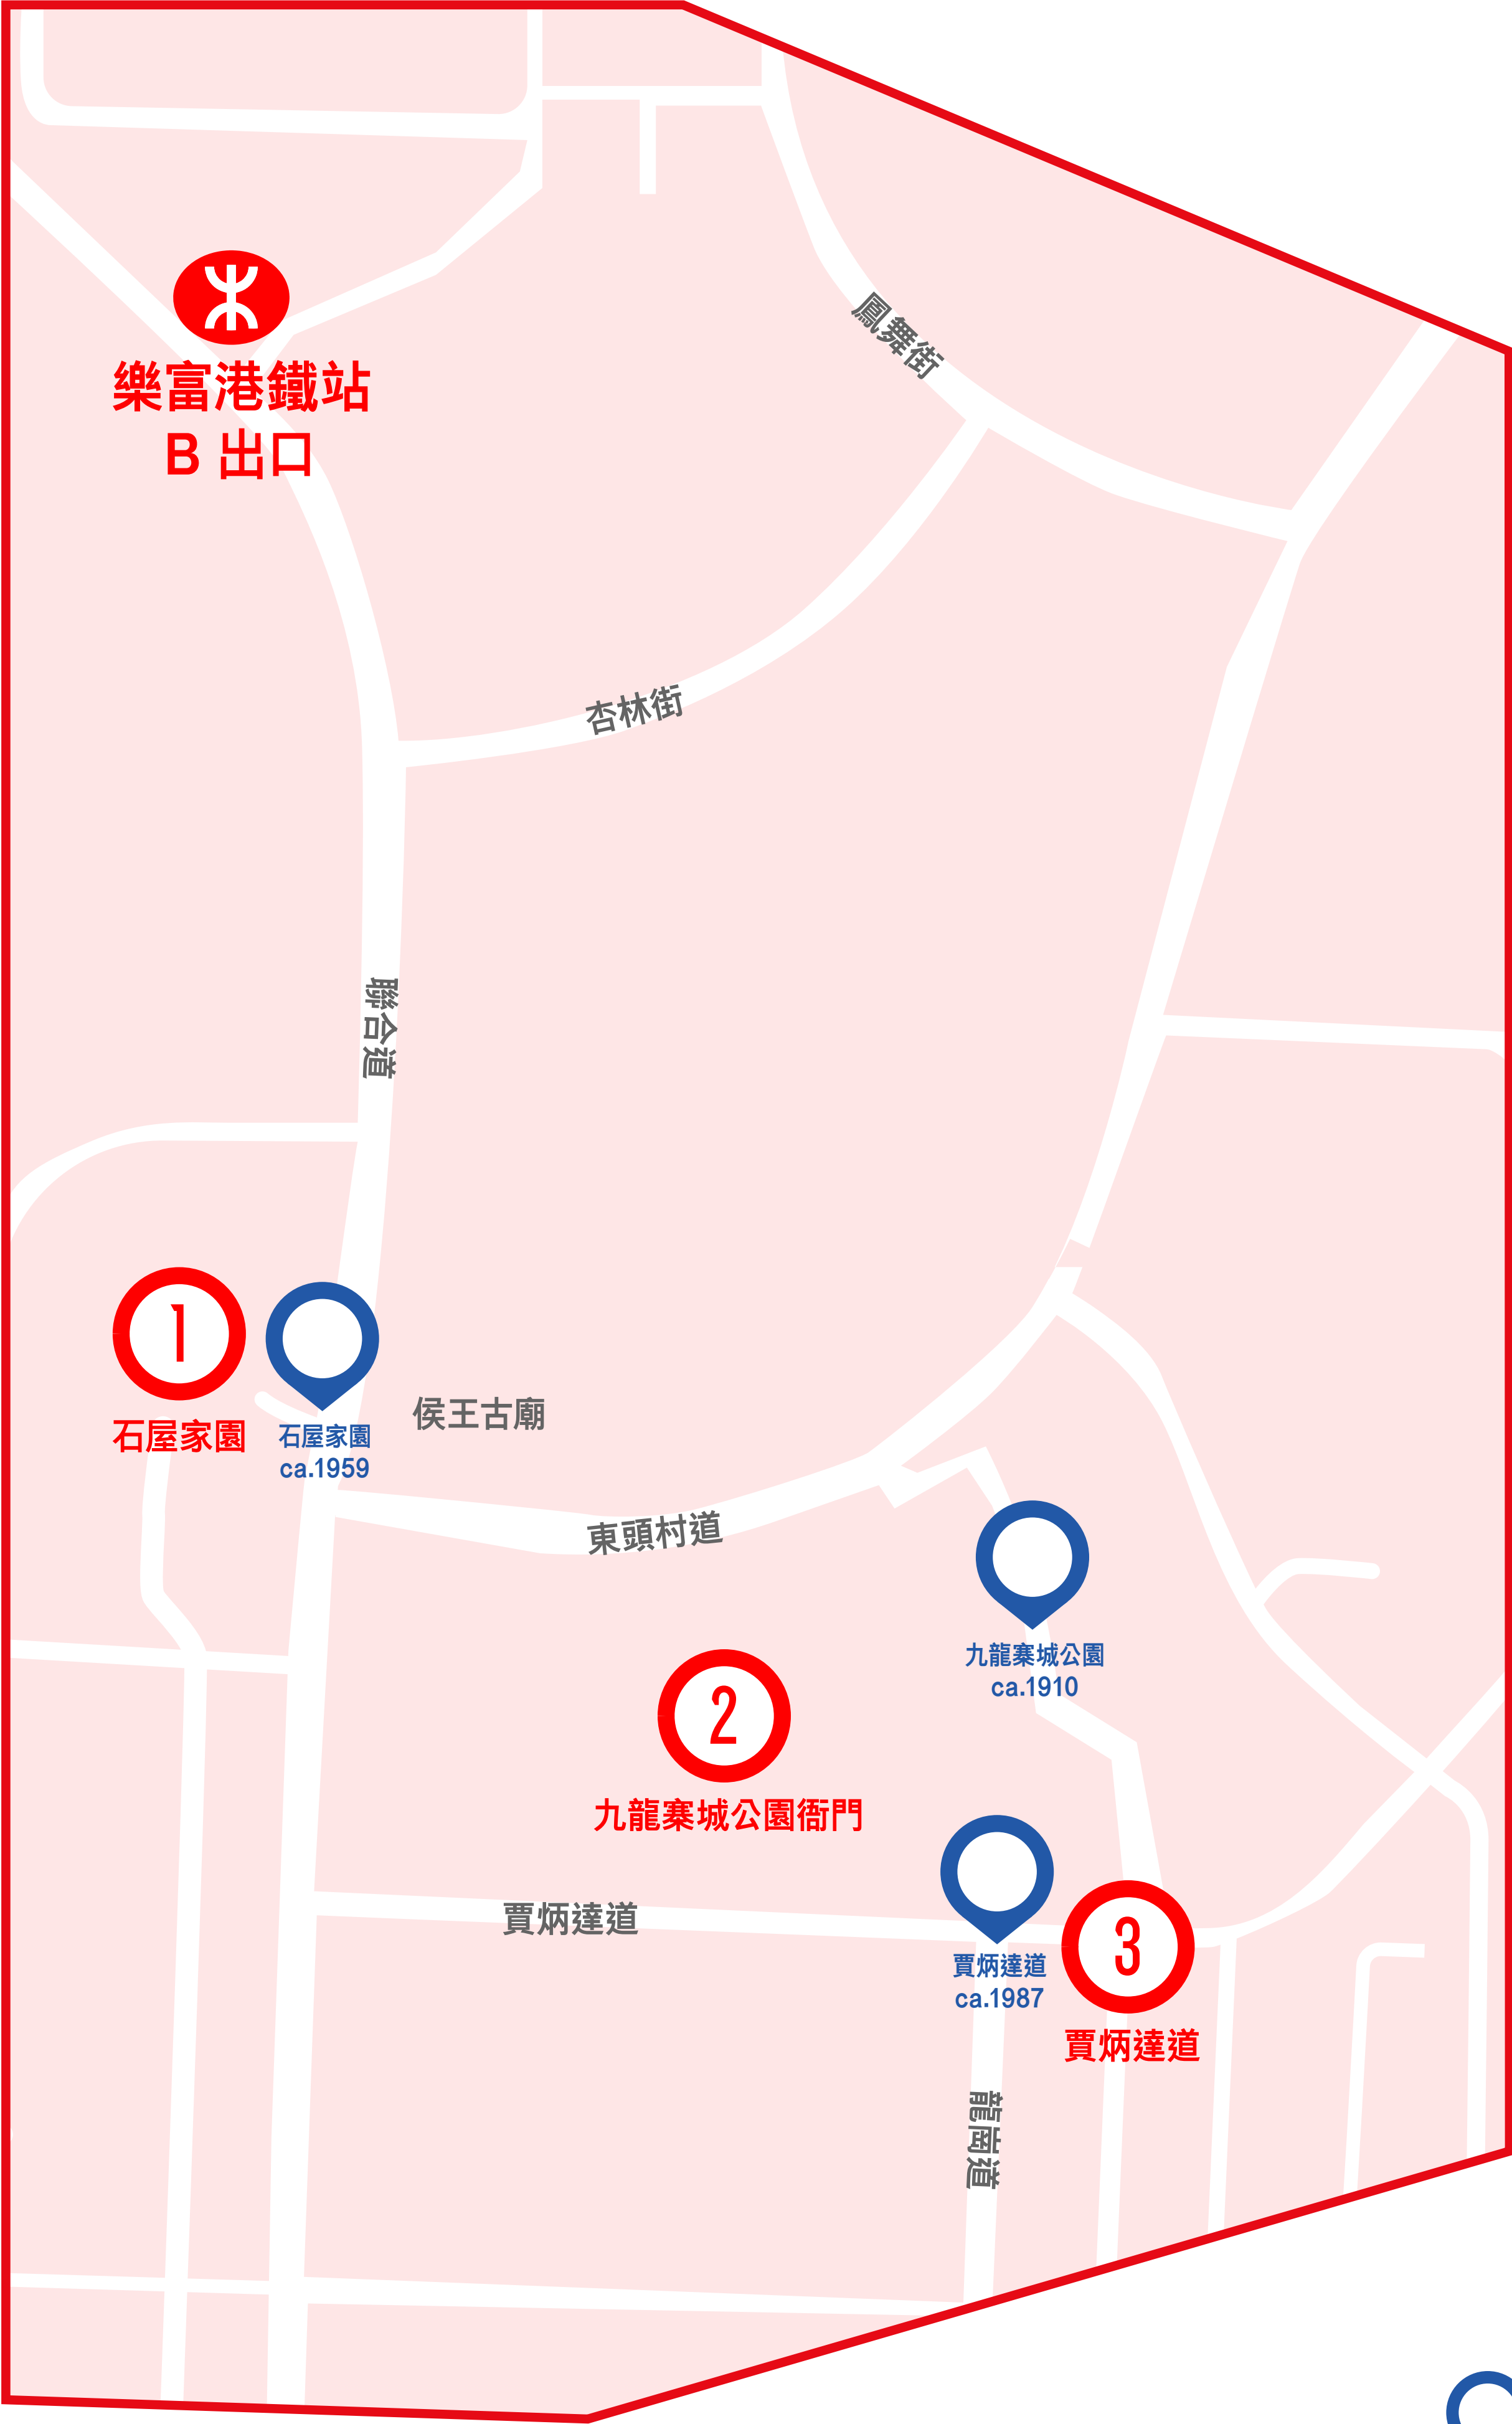 鳳舞街
樂富港鐵站
B 出口
杏林街
聯合道
1
石屋家園
石屋家園
ca.1959
侯王古廟
東頭村道
九龍寨城公園
ca.1910
2
九龍寨城公園衙門
賈炳達道
賈炳達道
ca.1987
3
賈炳達道
龍崗道